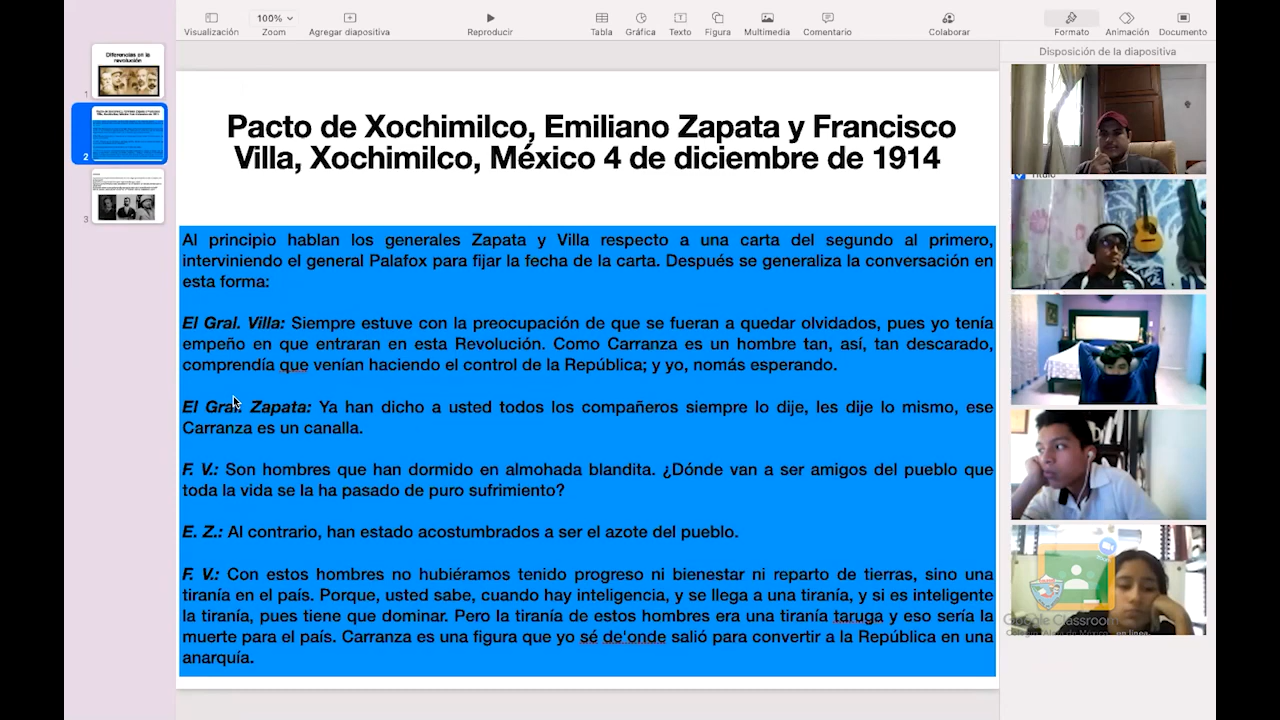 Visualización
100%
Zoom
Agregar diapositiva
Reproducir
Tabla
Gráfica
Texto
Figura
Multimedia
Comentario
Colaborar
Formato
Animación
Documento
Disposición de la diapositiva
Diferencias en la
revolución
1
2
3
Pacto de Xochimilco, Emiliano Zapata y Francisco
Villa, Xochimilco, México 4 de diciembre de 1914
Al principio hablan los generales Zapata y Villa respecto a una carta del segundo al primero,
interviniendo el general Palafox para fijar la fecha de la carta. Después se generaliza la conversación en
esta forma:
El Gral. Villa: Siempre estuve con la preocupación de que se fueran a quedar olvidados, pues yo tenía
empeño en que entraran en esta Revolución. Como Carranza es un hombre tan, así, tan descarado,
comprendía que venían haciendo el control de la República; y yo, nomás esperando.
El Gral. Zapata: Ya han dicho a usted todos los compañeros siempre lo dije, les dije lo mismo, ese
Carranza es un canalla.
F. V.: Son hombres que han dormido en almohada blandita. ¿Dónde van a ser amigos del pueblo que
toda la vida se la ha pasado de puro sufrimiento?
E. Z.: Al contrario, han estado acostumbrados a ser el azote del pueblo.
F. V.: Con estos hombres no hubiéramos tenido progreso ni bienestar ni reparto de tierras, sino una
tiranía en el país. Porque, usted sabe, cuando hay inteligencia, y se llega a una tiranía, y si es inteligente
la tiranía, pues tiene que dominar. Pero la tiranía de estos hombres era una tiranía taruga y eso sería la
muerte para el país. Carranza es una figura que yo sé de'onde salió para convertir a la República en una
anarquía.
Título
Google Classroom
en línea.